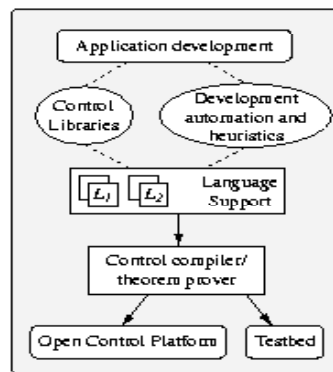 Application development
Control
Libraries
Development
automation and
heuristics
L1
L2
Language
Support
Control compiler/
theorem prover
Open Control Platform
Testbed